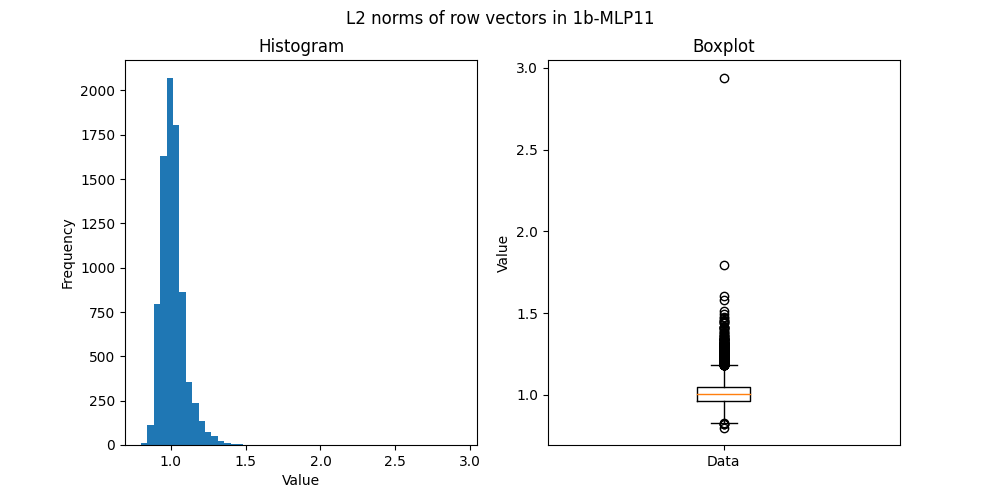 L2 norms of row vectors in 1b-MLP11
Histogram
Frequency
2000
1750
1500
1250
1000
750
500
250
0
1.0 1.5 2.0 2.5 3.0
Value
Boxplot
Value
3.0
2.5
2.0
1.5
1.0
Data